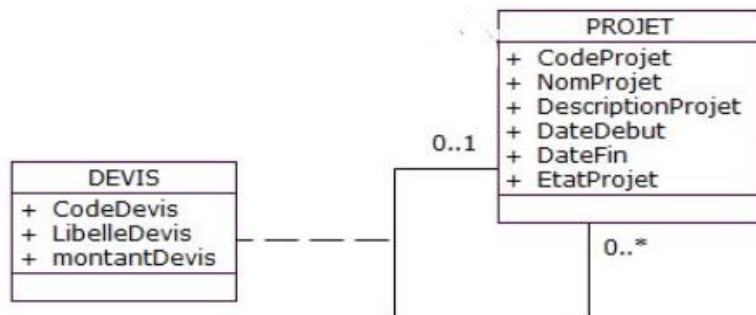 PROJET
+ CodeProjet
+ NomProjet
+ DescriptionProjet
+ DateDebut
+ DateFin
+ EtatProjet
0..1
0..*
DEVIS
+ CodeDevis
+ LibelleDevis
+ montantDevis